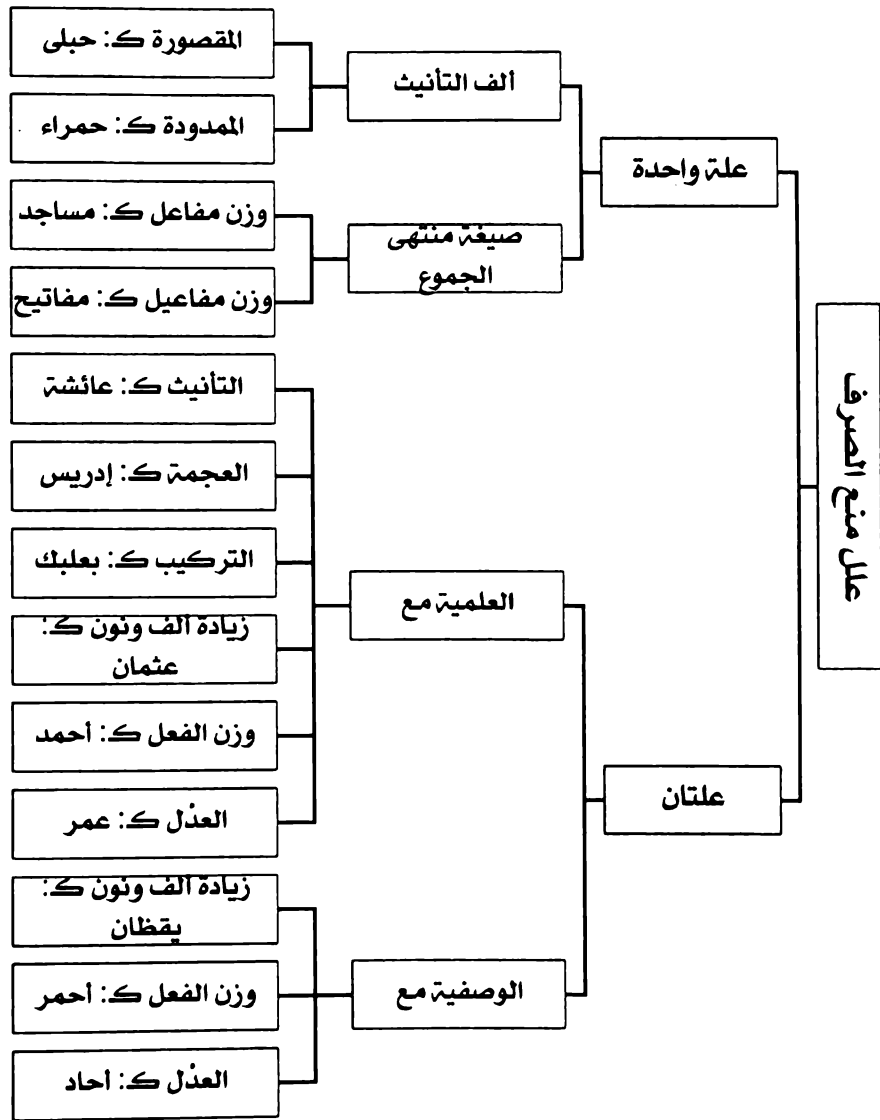 علل منع الصرف
علة واحدة
ألف التأنيث
المقصورة ك: حبلى
الممدودة ك: حمراء
صيغة منتهى
الجموع
وزن مفاعل ك: مساجد
وزن مفاعيل ك: مفاتيح
علتان
العلمية مع
التأنيث ك: عائشة
العجمة ك: إدريس
التركيب ك: بعلبك
زيادة ألف ونون ك:
عثمان
وزن الفعل ك: أحمد
العدْل ك: عمر
الوصفية مع
زيادة ألف ونون ك:
يقظان
وزن الفعل ك: أحمر
العدْل ك: أحاد